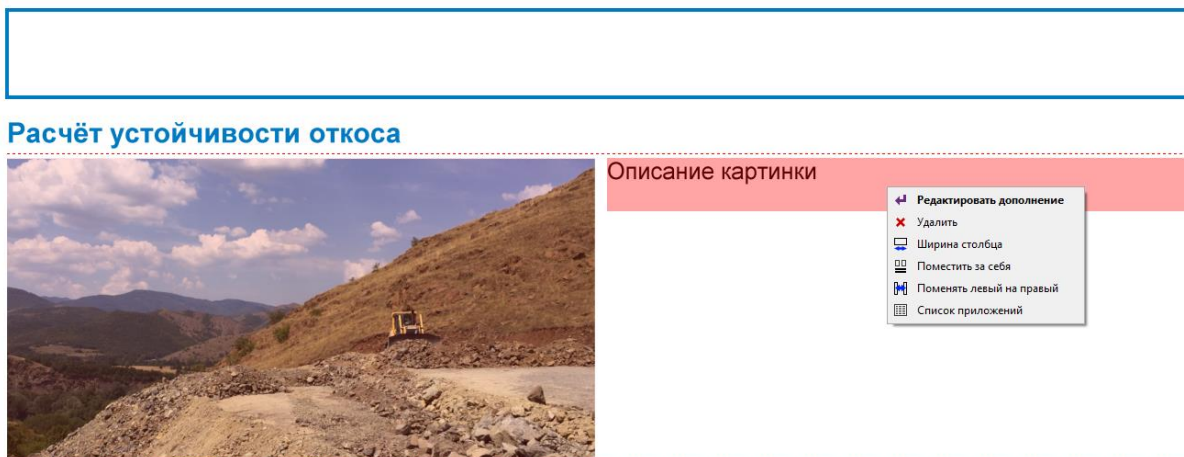 Расчёт устойчивости откоса
Описание картинки
Редактировать дополнение
Удалить
Ширина столбца
Поместить за себя
Поменять левый на правый
Список приложений